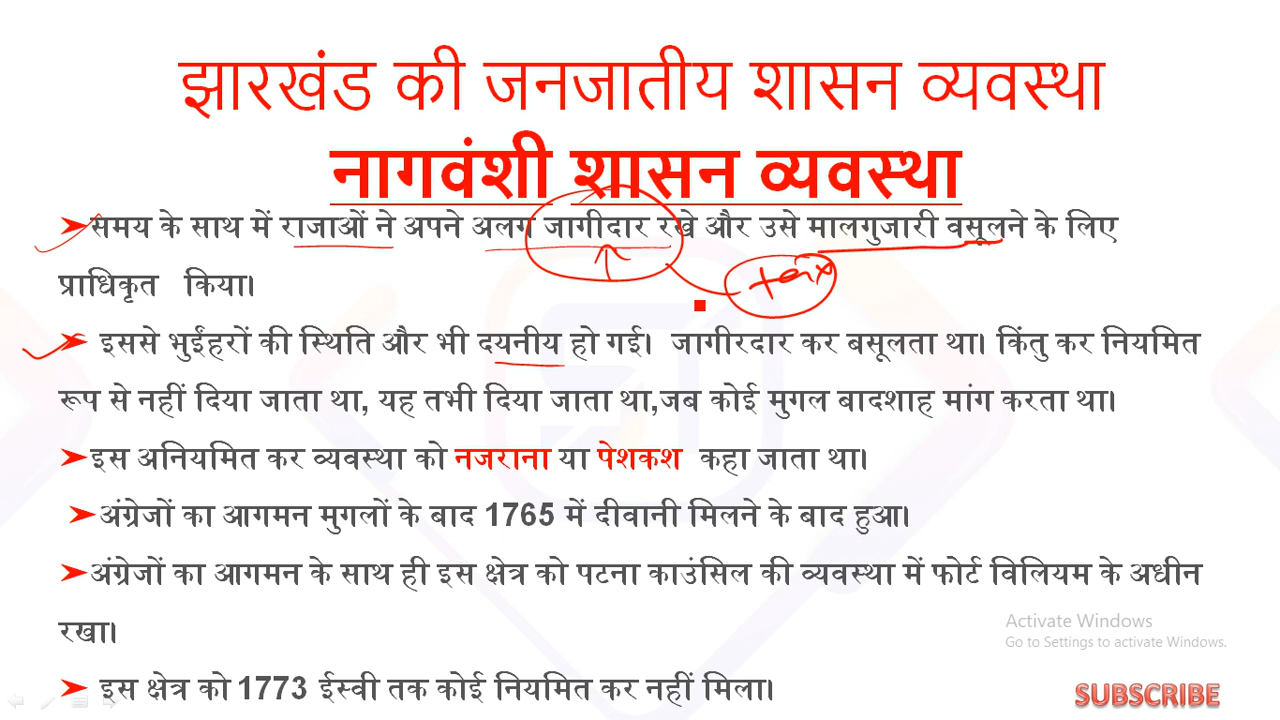 झारखंड की जनजातीय शासन व्यवस्था
नागवंशी शासन व्यवस्था
➤समय के साथ में राजाओं ने अपने अलग जागीदार रखे और उसे मालगुजारी वसूलने के लिए
प्राधिकृत किया।
tax
➤ इससे भुईंहरों की स्थिति और भी दयनीय हो गई। जागीरदार कर बसूलता था। किंतु कर नियमित
रूप से नहीं दिया जाता था, यह तभी दिया जाता था,जब कोई मुगल बादशाह मांग करता था।
➤इस अनियमित कर व्यवस्था को नजराना या पेशकश कहा जाता था।
➤अंग्रेजों का आगमन मुगलों के बाद 1765 में दीवानी मिलने के बाद हुआ।
➤अंग्रेजों का आगमन के साथ ही इस क्षेत्र को पटना काउंसिल की व्यवस्था में फोर्ट विलियम के अधीन
रखा।
➤ इस क्षेत्र को 1773 ईस्वी तक कोई नियमित कर नहीं मिला।
Activate Windows
Go to Settings to activate Windows.
SUBSCRIBE